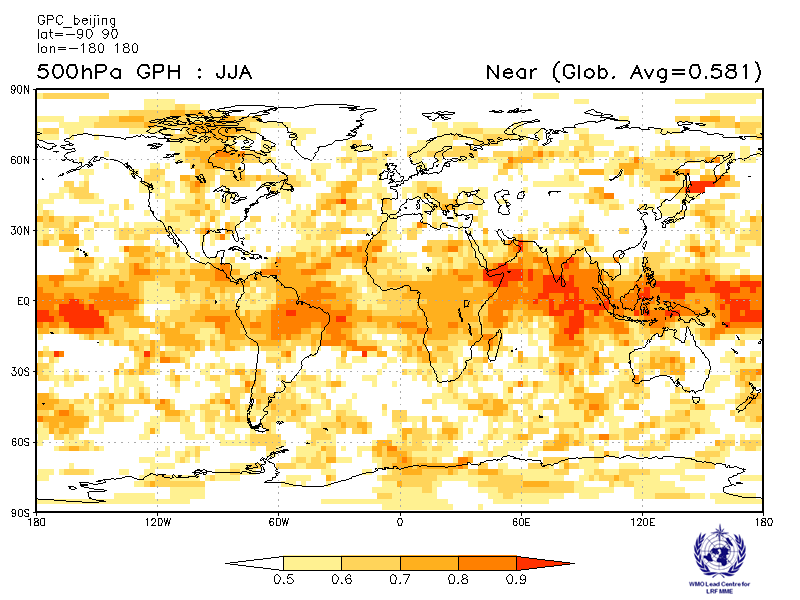 GPC_beijing
lat=-90 90
lon=-180 180
500hPa GPH : JJA
Near (Glob. Avg=0.581)
90N
60N
30N
EQ
30S
60S
90S
180 120W 60W 0 60E 120E 180
0.5 0.6 0.7 0.8 0.9
WMO Lead Centre for
LRF MME